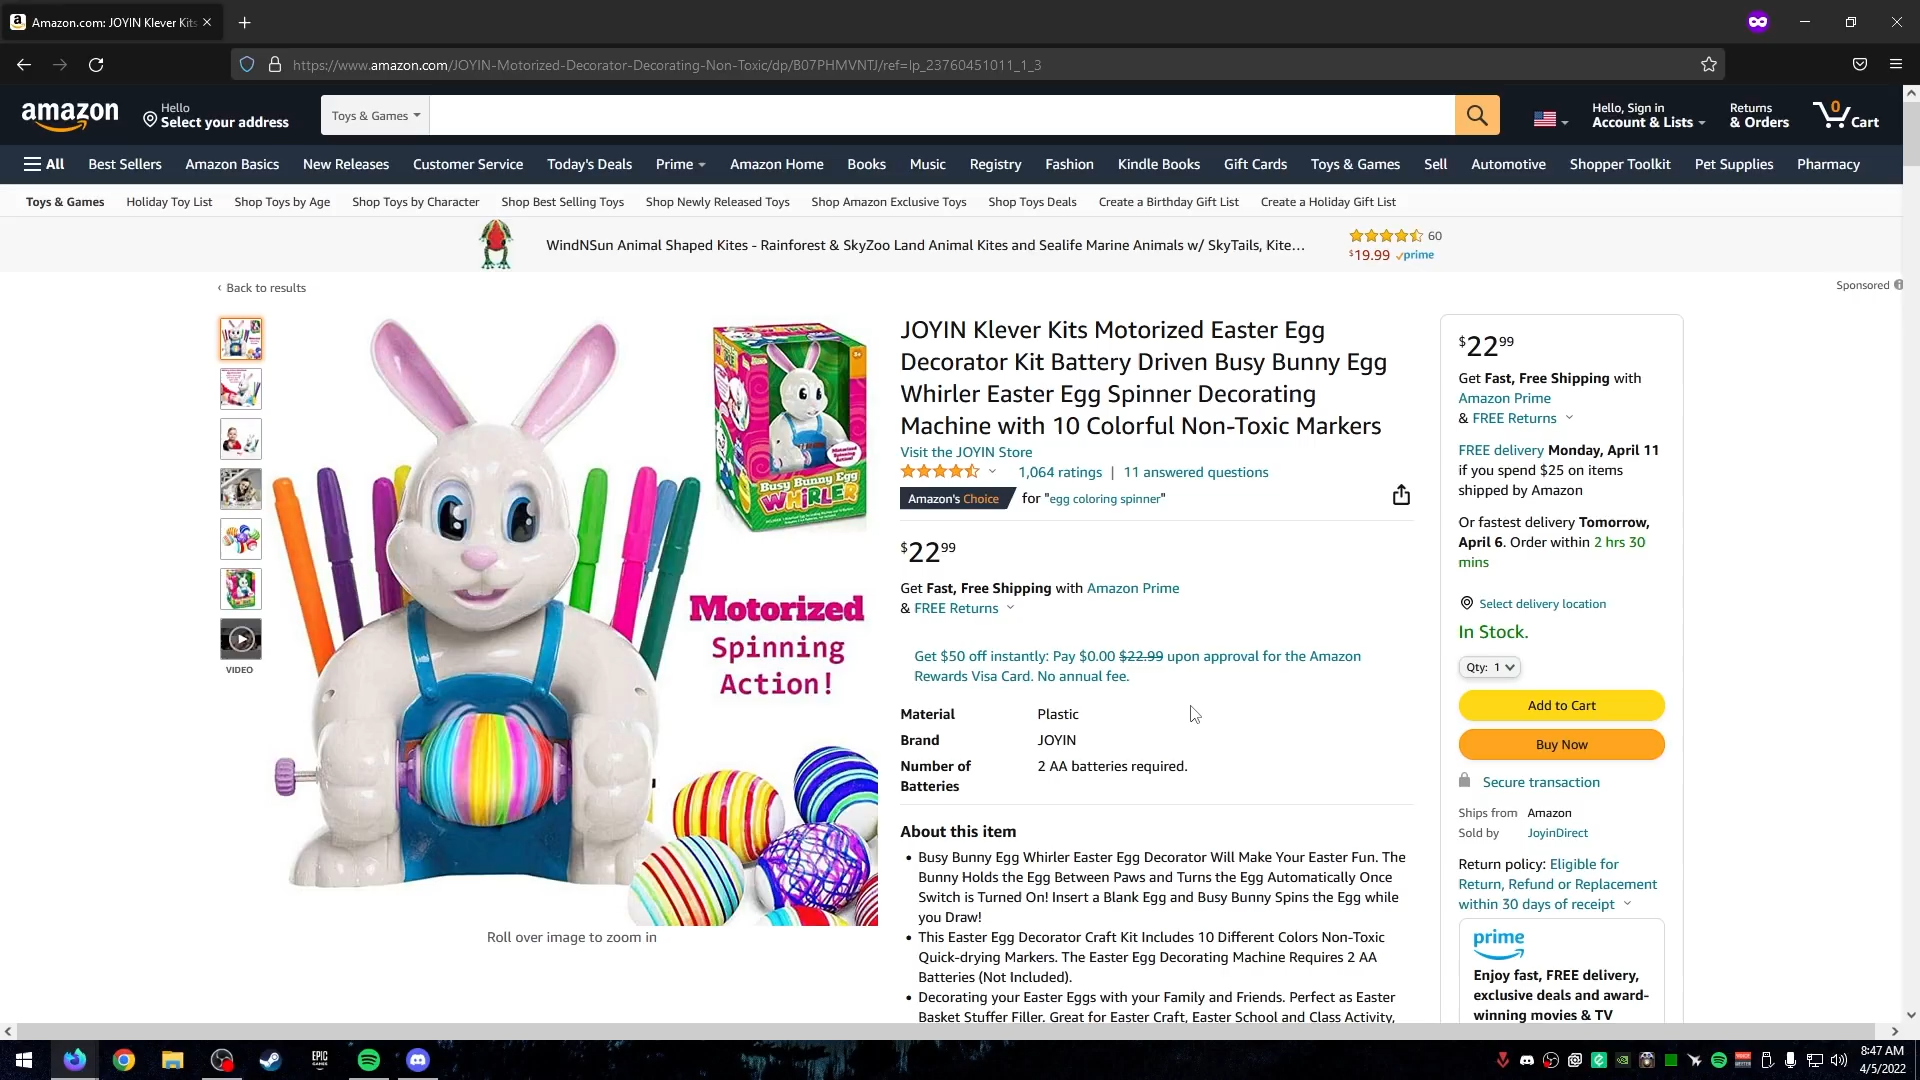 Amazon.com: JOYIN Klever Kits
https://www.amazon.com/JOYIN-Motorized-Decorator-Decorating-Non-Toxic/dp/B07PHMVNTJ/ref=lp_23760451011_1_3
amazon
Hello
Select your address
Toys & Games
Hello, Sign in
Account & Lists
Returns
& Orders
0
Cart
All Best Sellers Amazon Basics New Releases Customer Service Today's Deals Prime Amazon Home Books Music Registry Fashion Kindle Books Gift Cards Toys & Games Sell Automotive Shopper Toolkit Pet Supplies Pharmacy
Toys & Games Holiday Toy List Shop Toys by Age Shop Toys by Character Shop Best Selling Toys Shop Newly Released Toys Shop Amazon Exclusive Toys Shop Toys Deals Create a Birthday Gift List Create a Holiday Gift List
WindNSun Animal Shaped Kites - Rainforest & SkyZoo Land Animal Kites and Sealife Marine Animals w/ SkyTails, Kite...
60
$19.99 prime
‹ Back to results
Sponsored
VIDEO
Busy Bunny Egg
WHiRLER
Motorized
Spinning
Action!
Roll over image to zoom in
JOYIN Klever Kits Motorized Easter Egg
Decorator Kit Battery Driven Busy Bunny Egg
Whirler Easter Egg Spinner Decorating
Machine with 10 Colorful Non-Toxic Markers
Visit the JOYIN Store
1,064 ratings | 11 answered questions
Amazon's Choice for "egg coloring spinner"
$22 99
Get Fast, Free Shipping with Amazon Prime
& FREE Returns
Get $50 off instantly: Pay $0.00 $22.99 upon approval for the Amazon
Rewards Visa Card. No annual fee.
Material Plastic
Brand JOYIN
Number of 2 AA batteries required.
Batteries
About this item
• Busy Bunny Egg Whirler Easter Egg Decorator Will Make Your Easter Fun. The
Bunny Holds the Egg Between Paws and Turns the Egg Automatically Once
Switch is Turned On! Insert a Blank Egg and Busy Bunny Spins the Egg while
you Draw!
• This Easter Egg Decorator Craft Kit Includes 10 Different Colors Non-Toxic
Quick-drying Markers. The Easter Egg Decorating Machine Requires 2 AA
Batteries (Not Included).
• Decorating your Easter Eggs with your Family and Friends. Perfect as Easter
Basket Stuffer Filler. Great for Easter Craft, Easter School and Class Activity,
$22 99
Get Fast, Free Shipping with
Amazon Prime
& FREE Returns
FREE delivery Monday, April 11
if you spend $25 on items
shipped by Amazon
Or fastest delivery Tomorrow,
April 6. Order within 2 hrs 30
mins
Select delivery location
In Stock.
Qty: 1
Add to Cart
Buy Now
Secure transaction
Ships from Amazon
Sold by JoyinDirect
Return policy: Eligible for
Return, Refund or Replacement
within 30 days of receipt
prime
Enjoy fast, FREE delivery,
exclusive deals and award-
winning movies & TV
EPIC
GAMES
8:47 AM
4/5/2022